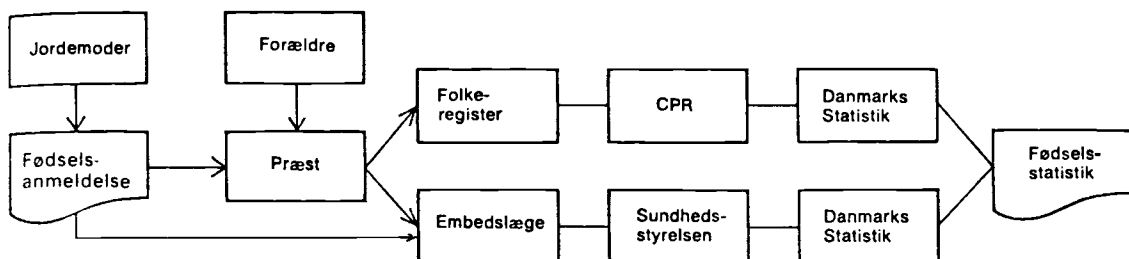 Jordemoder
Forældre
Folke-
register
CPR
Danmarks
Statistik
Fødsels-
anmeldelse
Præst
Fødsels-
statistik
Embedslæge
Sundheds-
styrelsen
Danmarks
Statistik